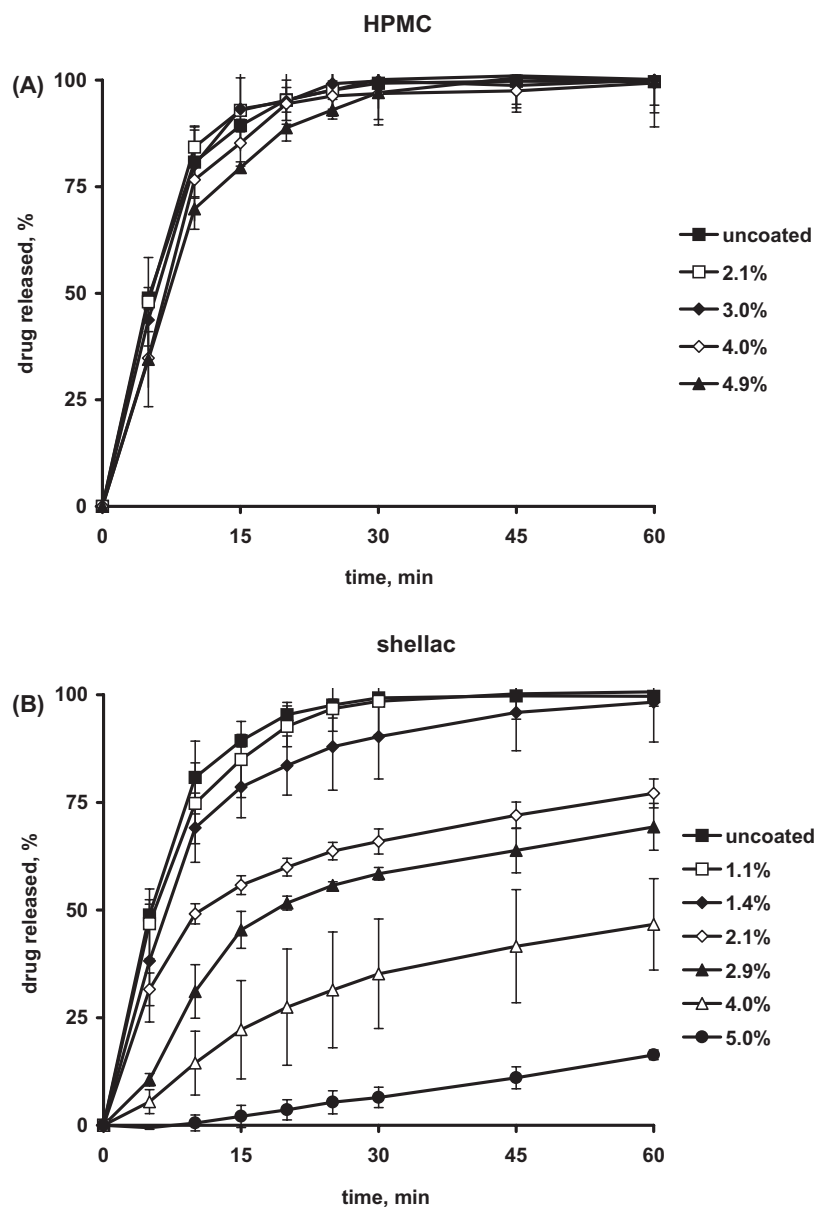 HPMC
(A)
100
75
50
25
0
drug released, %
0 15 30 45 60
time, min
uncoated
2.1%
3.0%
4.0%
4.9%
shellac
(B)
100
75
50
25
0
drug released, %
0 15 30 45 60
time, min
uncoated
1.1%
1.4%
2.1%
2.9%
4.0%
5.0%